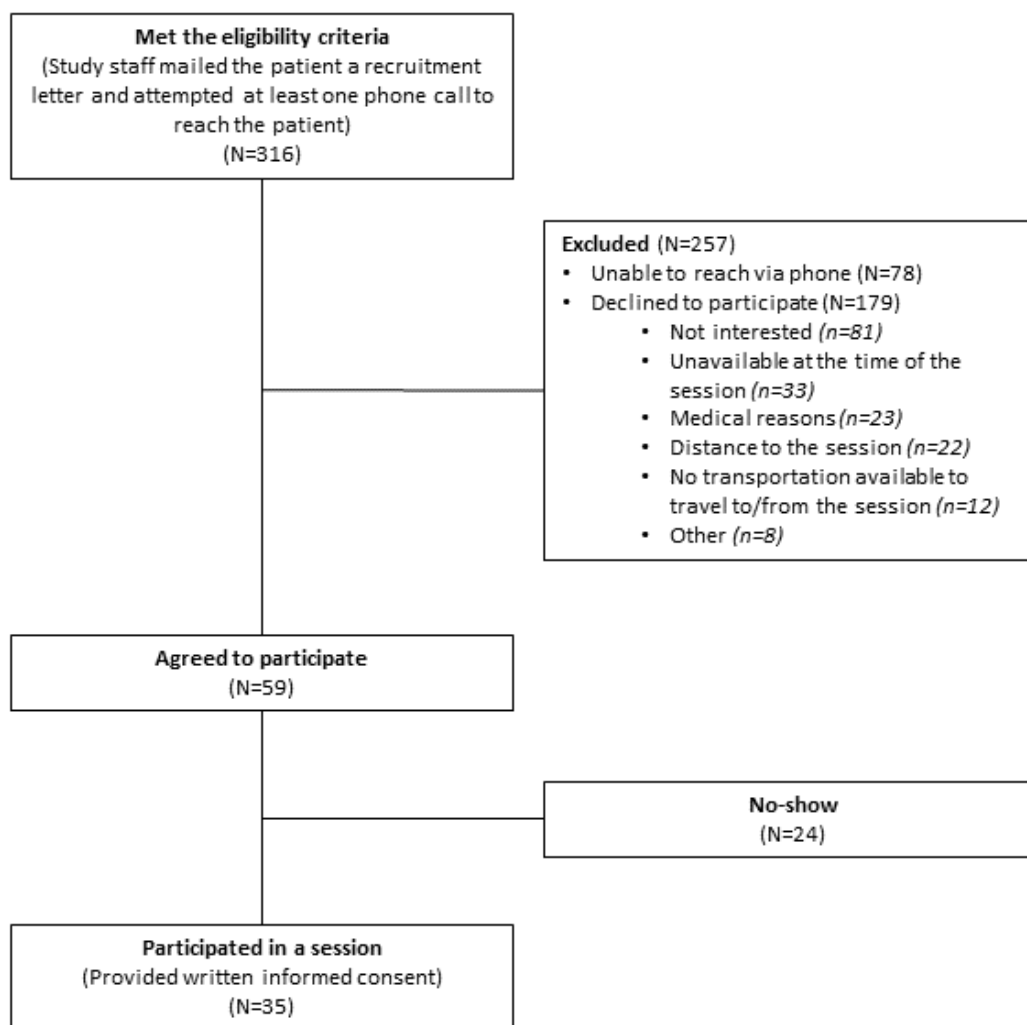 Met the eligibility criteria
(Study staff mailed the patient a recruitment
letter and attempted at least one phone call to
reach the patient)
(N=316)
Excluded (N=257)
• Unable to reach via phone (N=78)
• Declined to participate (N=179)
• Not interested (n=81)
• Unavailable at the time of the
session (n=33)
• Medical reasons (n=23)
• Distance to the session (n=22)
• No transportation available to
travel to/from the session (n=12)
• Other (n=8)
Agreed to participate
(N=59)
No-show
(N=24)
Participated in a session
(Provided written informed consent)
(N=35)